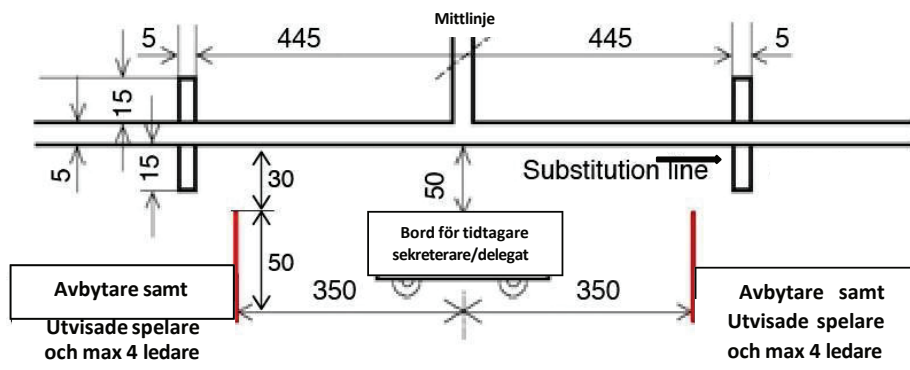 Mittlinje
5
445
445
5
15
15
5
30
50
Substitution line
50
Bord för tidtagare
sekreterare/delegat
350
350
Avbytare samt
Utvisade spelare
och max 4 ledare
Avbytare samt
Utvisade spelare
och max 4 ledare